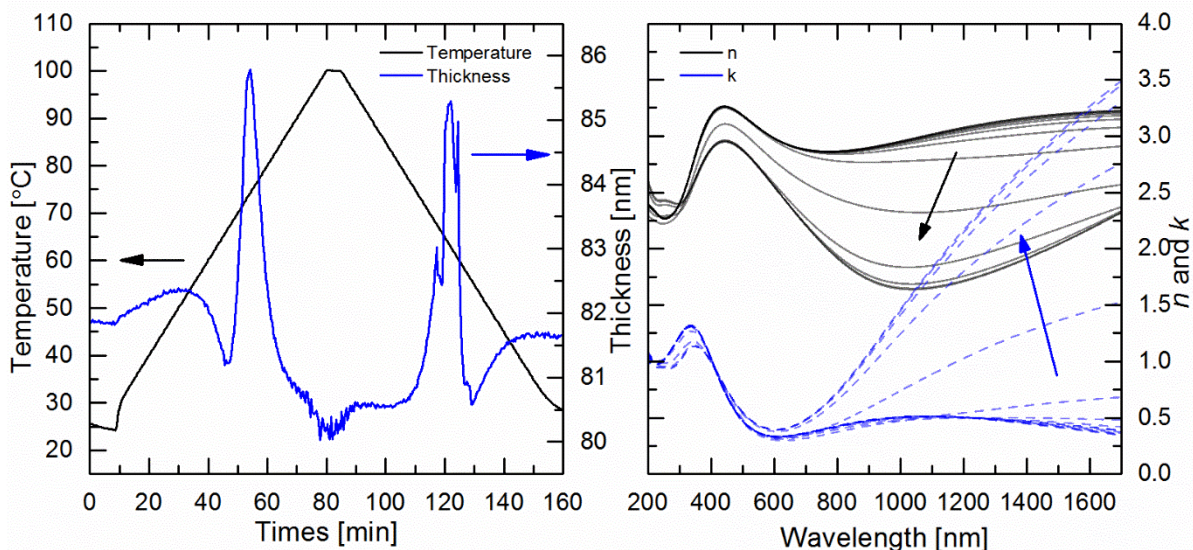 110
100
90
80
70
60
50
40
30
20
Temperature [°C]
0 20 40 60 80 100 120 140 160
Times [min]
Temperature
Thickness
86
85
84
83
82
81
80
Thickness [nm]
n
k
200 400 600 800 1000 1200 1400 1600
Wavelength [nm]
4.0
3.5
3.0
2.5
2.0
1.5
1.0
0.5
0.0
n and k